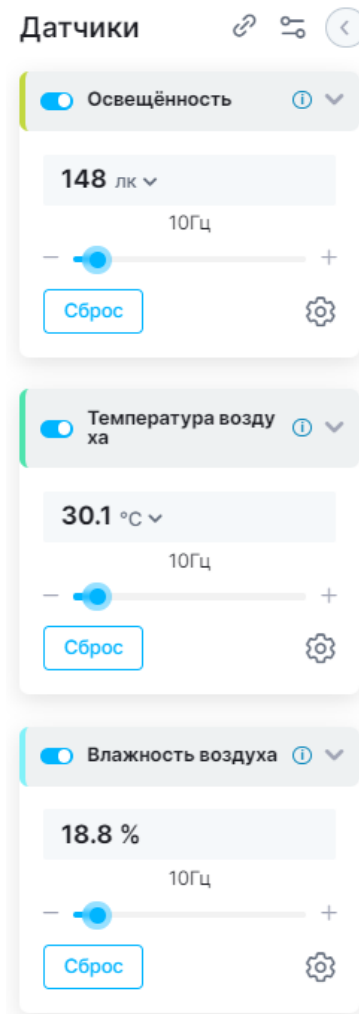 Датчики
Освещённость
148 лк
10Гц
Сброс
Температура возду
ха
30.1 °C
10Гц
Сброс
Влажность воздуха
18.8 %
10Гц
Сброс